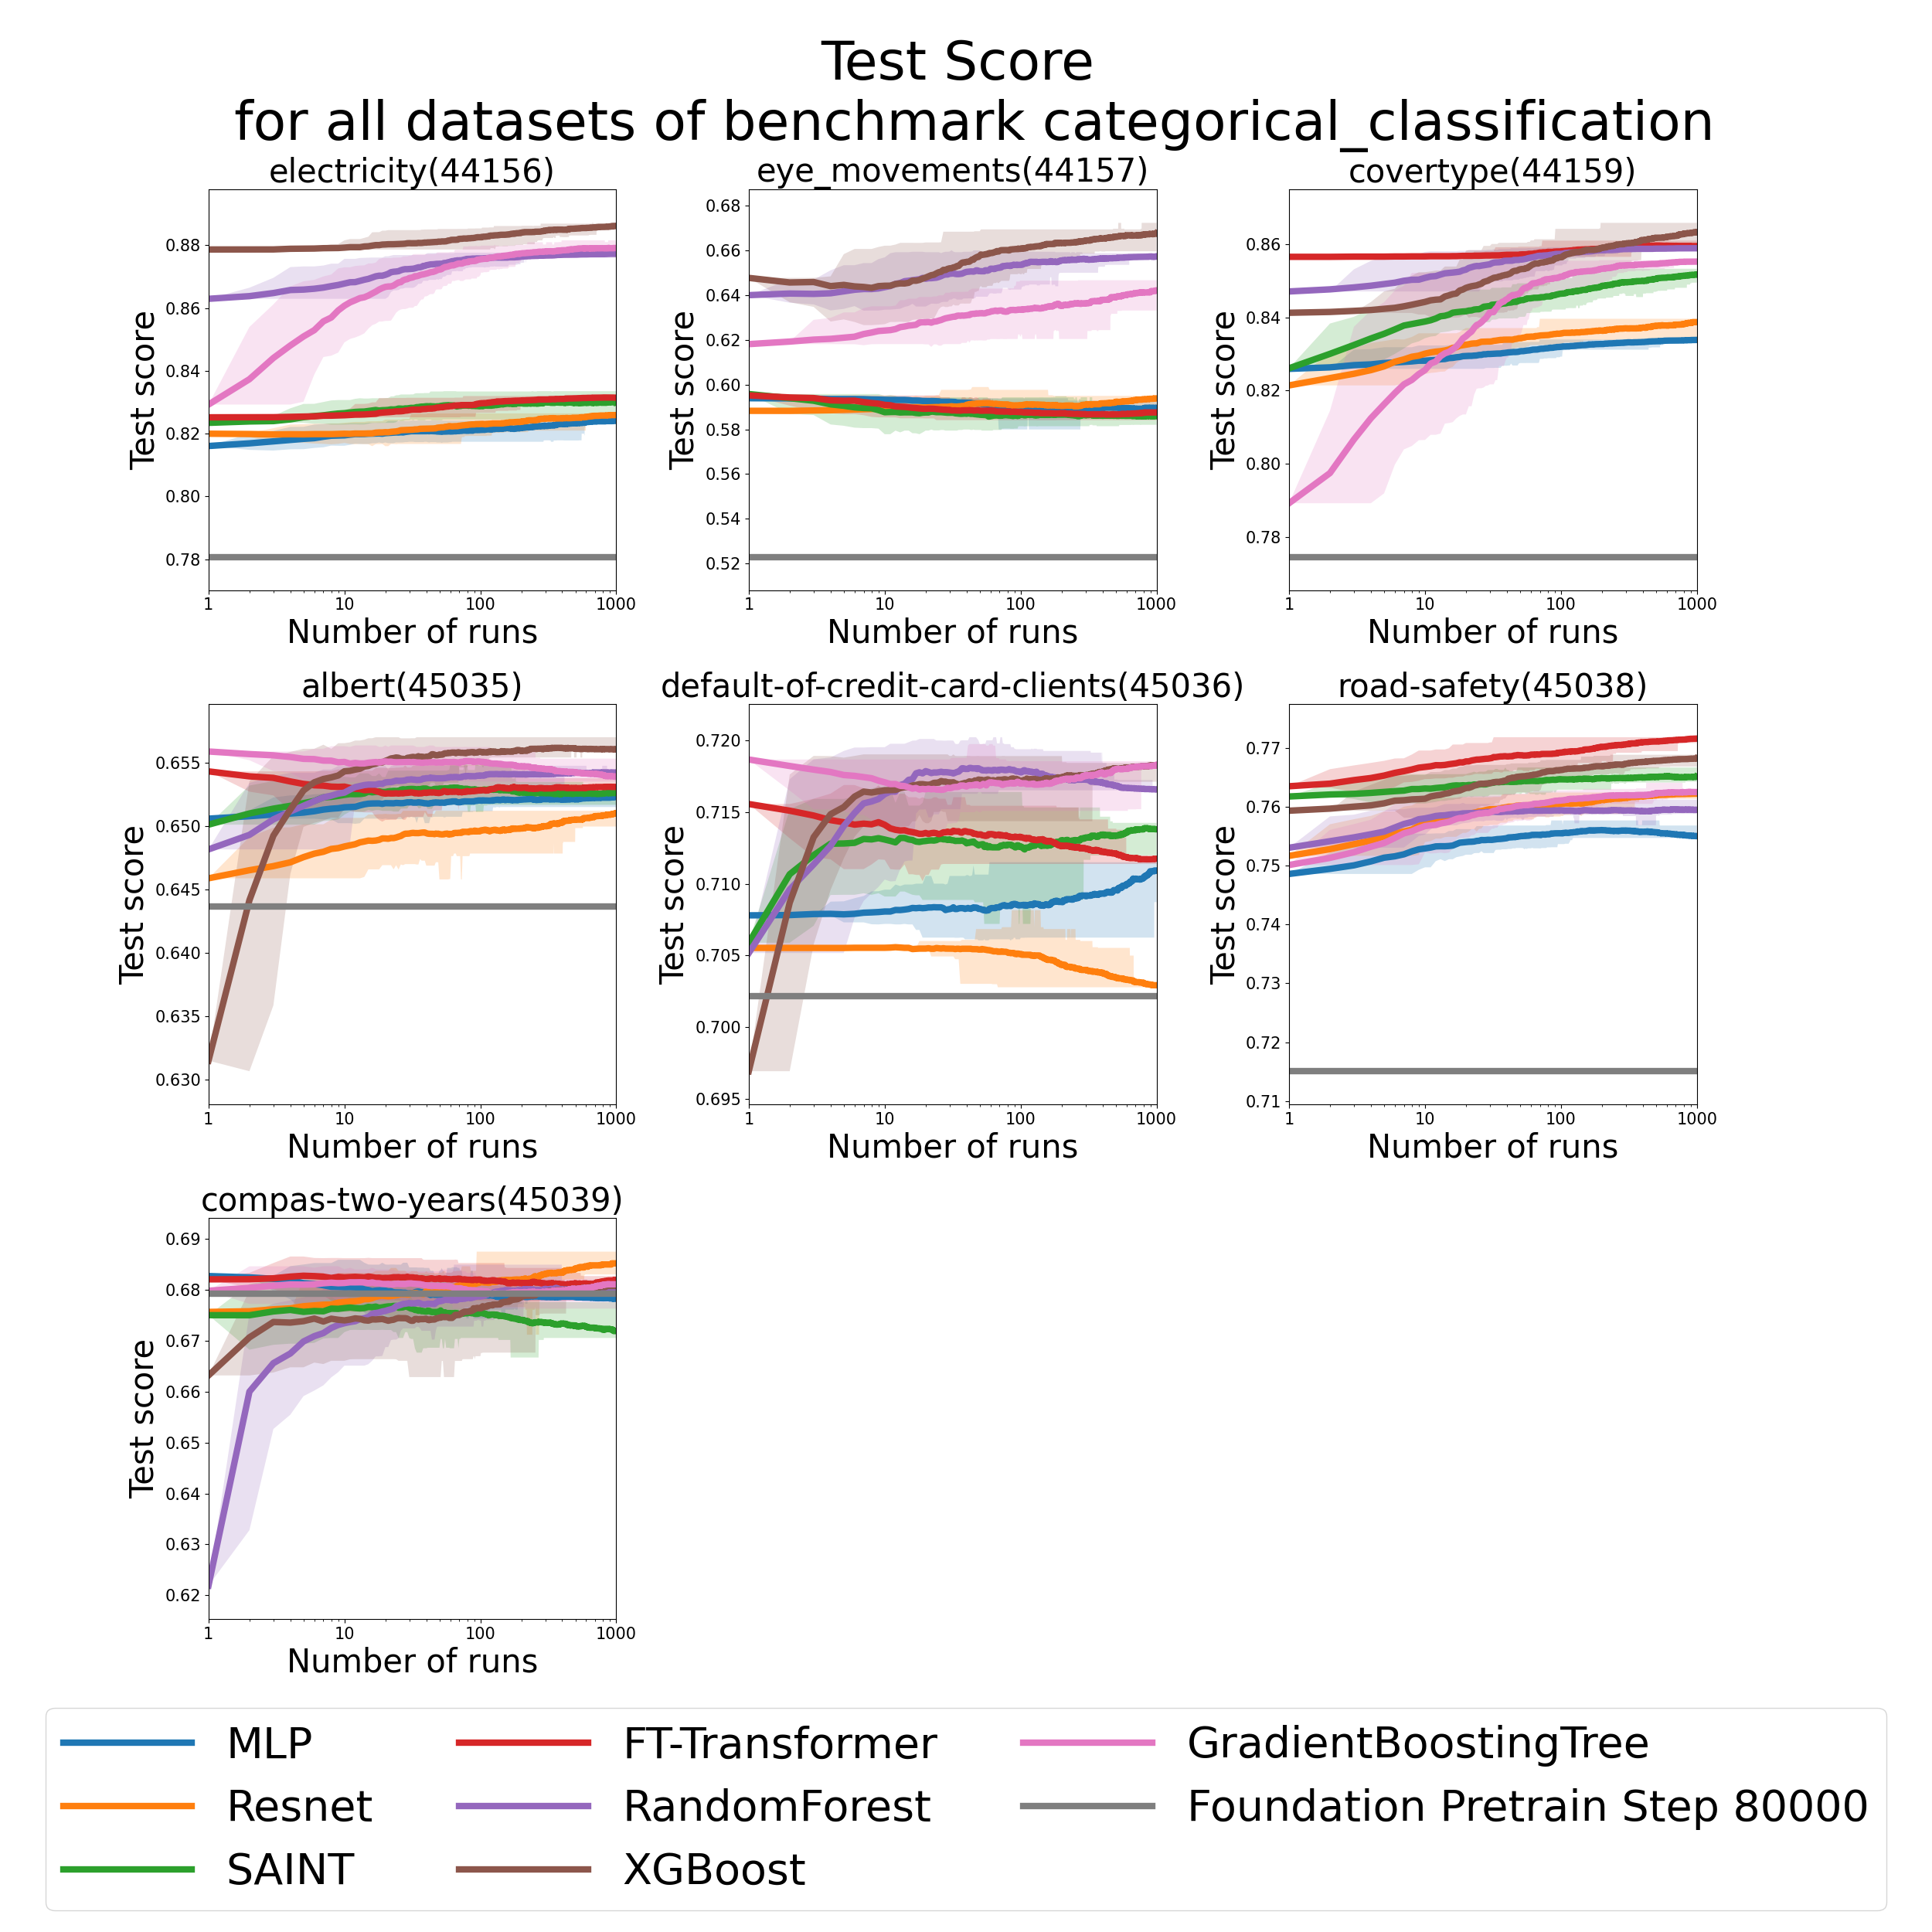 Test Score
for all datasets of benchmark categorical_classification
electricity(44156)
eye_movements(44157)
covertype(44159)
Test score
0.88
0.86
0.84
0.82
0.80
0.78
1
10
100
1000
Number of runs
Test score
0.68
0.66
0.64
0.62
0.60
0.58
0.56
0.54
0.52
1
10
100
1000
Number of runs
Test score
0.86
0.84
0.82
0.80
0.78
1
10
100
1000
Number of runs
albert(45035)
default-of-credit-card-clients(45036)
road-safety(45038)
Test score
0.655
0.650
0.645
0.640
0.635
0.630
1
10
100
1000
Number of runs
Test score
0.720
0.715
0.710
0.705
0.700
0.695
1
10
100
1000
Number of runs
Test score
0.77
0.76
0.75
0.74
0.73
0.72
0.71
1
10
100
1000
Number of runs
compas-two-years(45039)
Test score
0.69
0.68
0.67
0.66
0.65
0.64
0.63
0.62
1
10
100
1000
Number of runs
MLP
Resnet
SAINT
FT-Transformer
RandomForest
XGBoost
GradientBoostingTree
Foundation Pretrain Step 80000